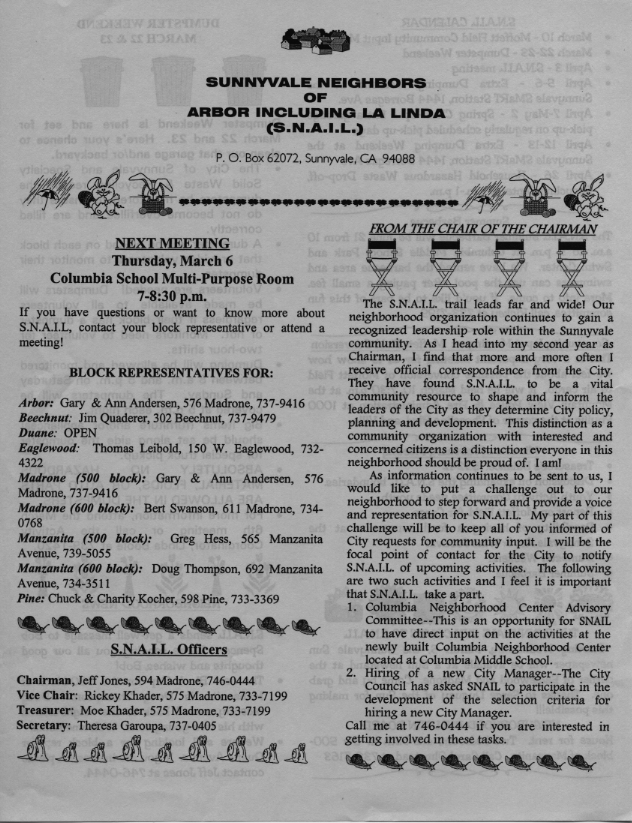 SUNNYVALE NEIGHBORS
OF
ARBOR INCLUDING LA LINDA
(S.N.A.I.L.)
P. O. Box 62072, Sunnyvale, CA 94088
NEXT MEETING
Thursday, March 6
Columbia School Multi-Purpose Room
7-8:30 p.m.
If you have questions or want to know more about
S.N.A.I.L, contact your block representative or attend a
meeting!
BLOCK REPRESENTATIVES FOR:
Arbor: Gary & Ann Andersen, 576 Madrone, 737-9416
Beechnut: Jim Quaderer, 302 Beechnut, 737-9479
Duane: OPEN
Eaglewood: Thomas Leibold, 150 W. Eaglewood, 732-
4322
Madrone (500 block): Gary & Ann Andersen, 576
Madrone, 737-9416
Madrone (600 block): Bert Swanson, 611 Madrone, 734-
0768
Manzanita (500 block): Greg Hess, 565 Manzanita
Avenue, 739-5055
Manzanita (600 block): Doug Thompson, 692 Manzanita
Avenue, 734-3511
Pine: Chuck & Charity Kocher, 598 Pine, 733-3369
S.N.A.I.L. Officers
Chairman, Jeff Jones, 594 Madrone, 746-0444
Vice Chair: Rickey Khader, 575 Madrone, 733-7199
Treasurer: Moe Khader, 575 Madrone, 733-7199
Secretary: Theresa Garoupa, 737-0405
FROM THE CHAIR OF THE CHAIRMAN
The S.N.A.I.L. trail leads far and wide! Our
neighborhood organization continues to gain a
recognized leadership role within the Sunnyvale
community. As I head into my second year as
Chairman, I find that more and more often I
receive official correspondence from the City.
They have found S.N.A.I.L. to be a vital
community resource to shape and inform the
leaders of the City as they determine City policy,
planning and development. This distinction as a
community organization with interested and
concerned citizens is a distinction everyone in this
neighborhood should be proud of. I am!
As information continues to be sent to us, I
would like to put a challenge out to our
neighborhood to step forward and provide a voice
and representation for S.N.A.I.L. My part of this
challenge will be to keep all of you informed of
City requests for community input. I will be the
focal point of contact for the City to notify
S.N.A.I.L. of upcoming activities. The following
are two such activities and I feel it is important
that S.N.A.I.L. take a part.
1. Columbia Neighborhood Center Advisory
Committee--This is an opportunity for SNAIL
to have direct input on the activities at the
newly built Columbia Neighborhood Center
located at Columbia Middle School.
2. Hiring of a new City Manager--The City
Council has asked SNAIL to participate in the
development of the selection criteria for
hiring a new City Manager.
Call me at 746-0444 if you are interested in
getting involved in these tasks.